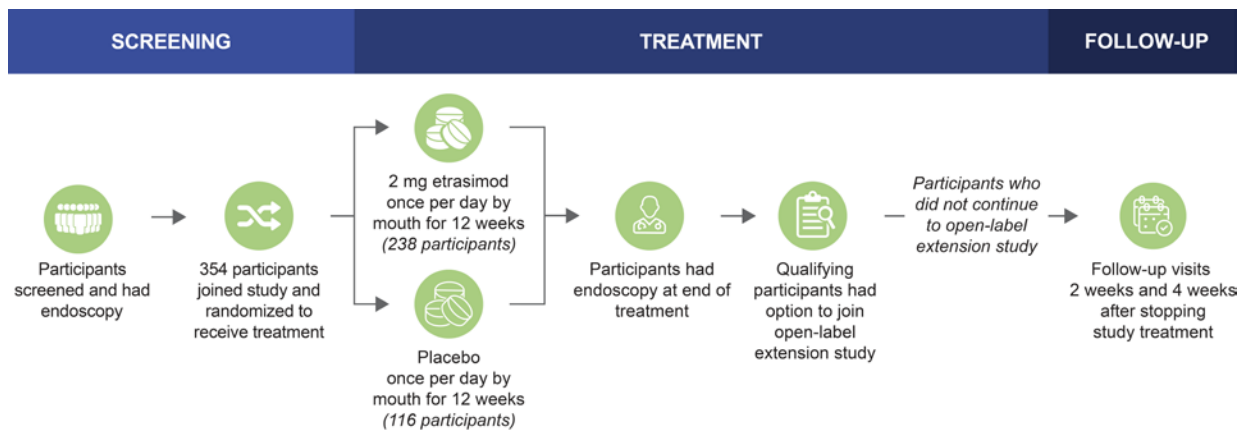 SCREENING
TREATMENT
FOLLOW-UP
Participants
screened and had
endoscopy
354 participants
joined study and
randomized to
receive treatment
2 mg etrasimod
once per day by
mouth for 12 weeks
(238 participants)
Placebo
once per day by
mouth for 12 weeks
(116 participants)
Participants had
endoscopy at end of
treatment
Qualifying
participants had
option to join
open-label
extension study
Participants who
did not continue
to open-label
extension study
Follow-up visits
2 weeks and 4 weeks
after stopping
study treatment